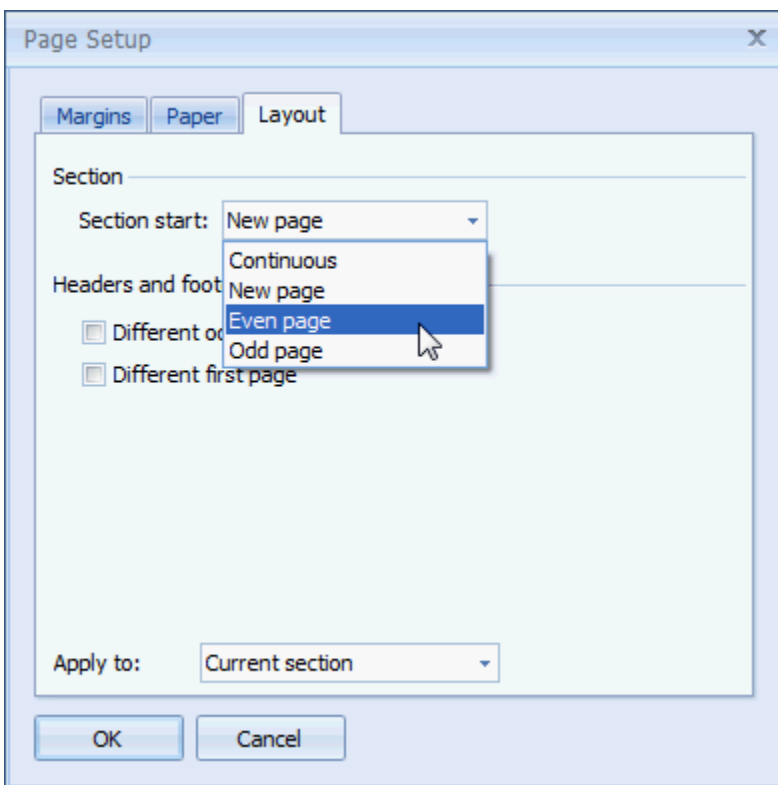 Page Setup
Margins Paper Layout
Section
Section start: New page
Continuous
Headers and foot
New page
Even page
Different
Odd page
Different first page
Apply to: Current section
OK Cancel